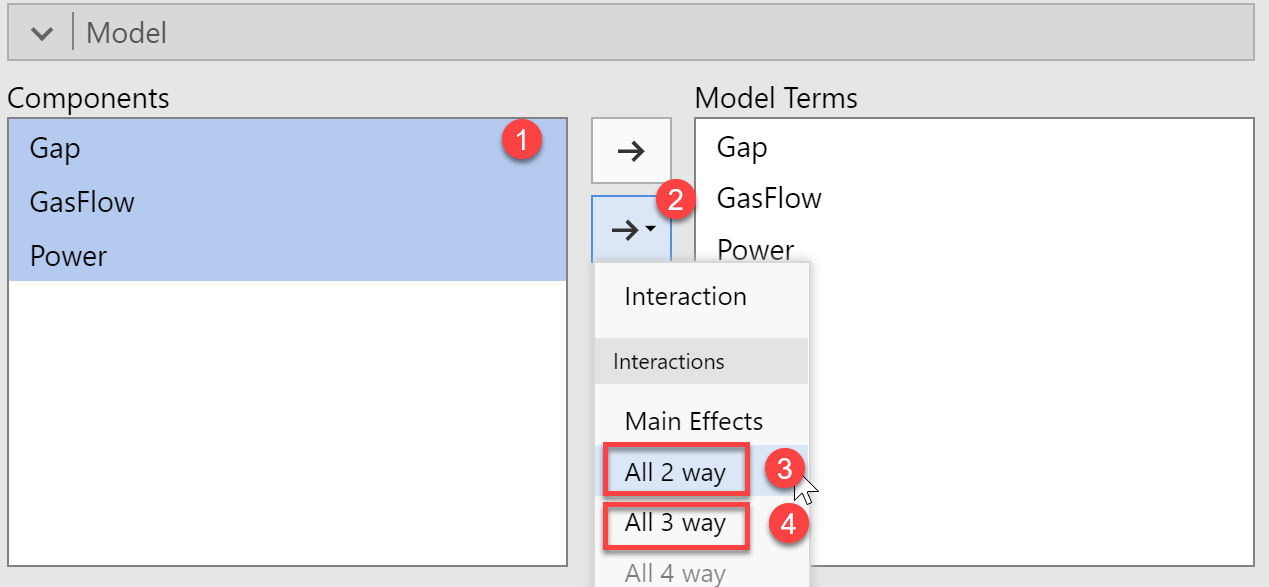 Model
Components
Model Terms
Gap
1
Gap
GasFlow
2
GasFlow
Power
Power
Interaction
Interactions
Main Effects
All 2 way
3
All 3 way
4
All 4 way